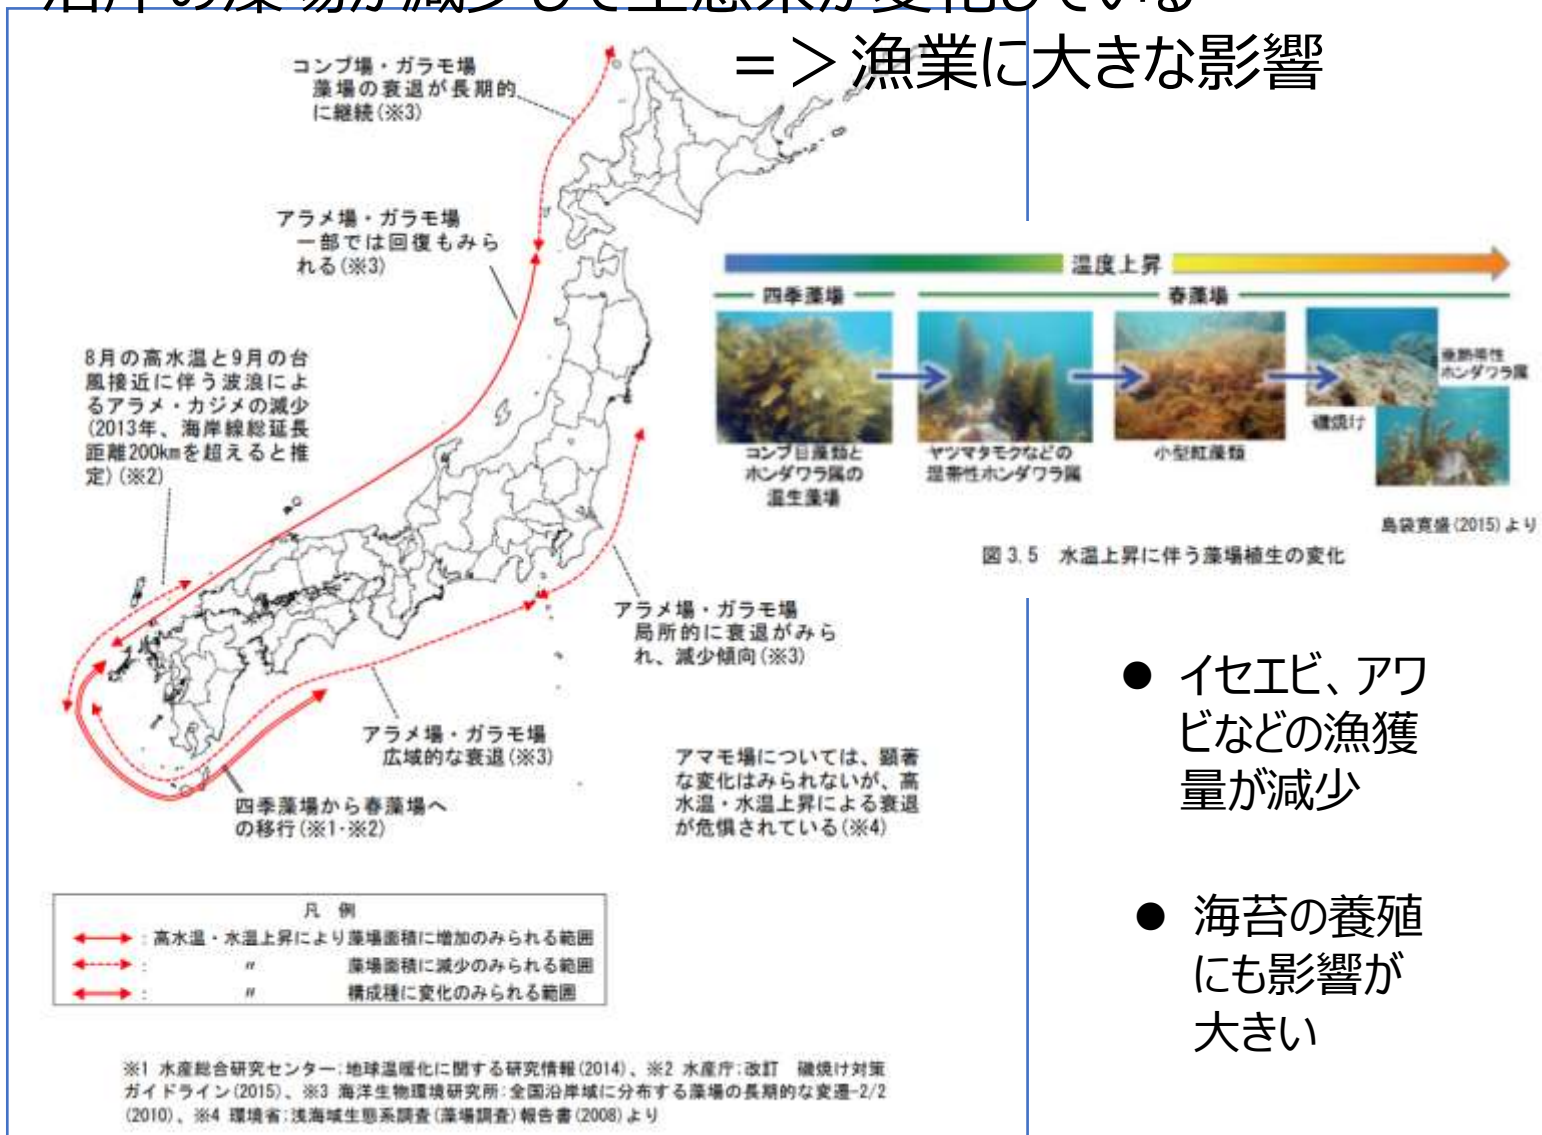 沿岸の藻場が減少して生態系が変化している
=＞漁業に大きな影響
コンブ場・ガラモ場
藻場の衰退が長期的
に継続(※3)
アラメ場・ガラモ場
一部では回復もみら
れる(※3)
8月の高水温と9月の台
風接近に伴う波浪によ
るアラメ・カジメの減少
(2013年、海岸線総延長
距離200kmを超えると推
定)(※2)
温度上昇
四季藻場
春藻場
コンブ目藻類と
ホンダワラ属の
温生藻場
ヤツマタモクなどの
温帯性ホンダワラ属
小型紅藻類
磯焼け
亜熱帯性
ホンダワラ属
島袋寛盛(2015)より
図3.5 水温上昇に伴う藻場植生の変化
アラメ場・ガラモ場
局所的に衰退がみら
れ、減少傾向(※3)
アラメ場・ガラモ場
広域的な衰退(※3)
四季藻場から春藻場へ
の移行(※1・※2)
アマモ場については、顕著
な変化はみられないが、高
水温・水温上昇による衰退
が危惧されている(※4)
● イセエビ、アワ
ビなどの漁獲
量が減少
● 海苔の養殖
にも影響が
大きい
凡 例
：高水温・水温上昇により藻場面積に増加のみられる範囲
： 〃 藻場面積に減少のみられる範囲
： 〃 構成種に変化のみられる範囲
※1 水産総合研究センター:地球温暖化に関する研究情報(2014)、※2 水産庁:改訂 磯焼け対策
ガイドライン(2015)、※3 海洋生物環境研究所:全国沿岸域に分布する藻場の長期的な変遷-2/2
(2010)、※4 環境省:浅海域生態系調査(藻場調査)報告書(2008)より